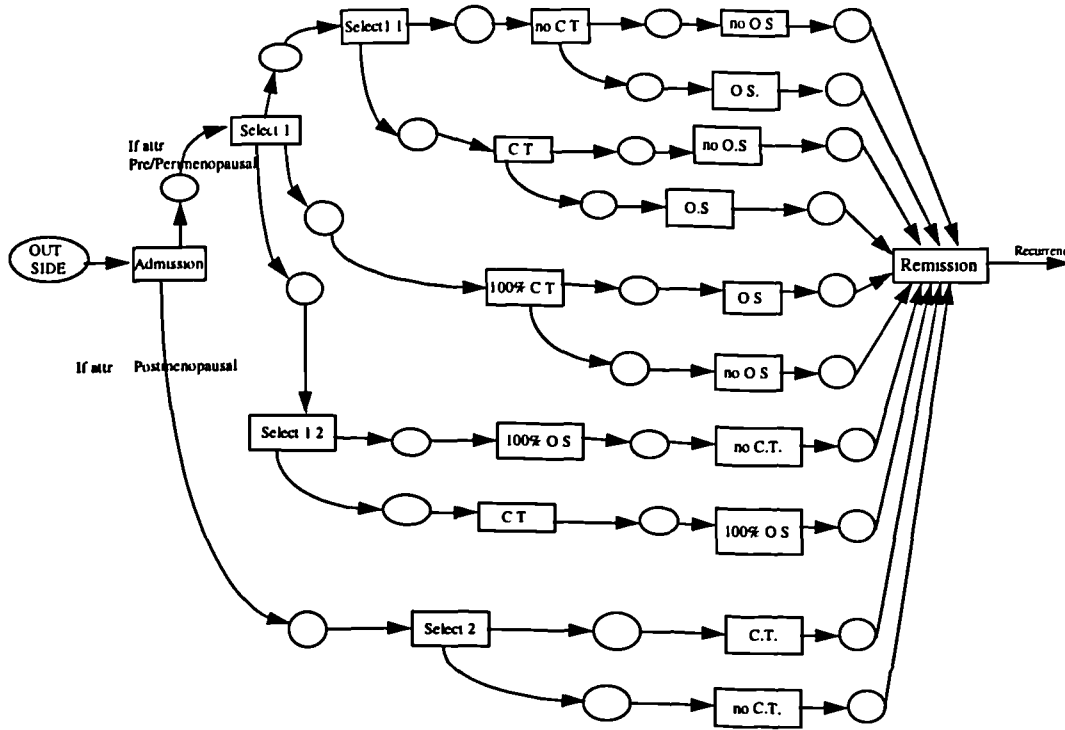 Select 1 1
no C T
no O S
O S.
If attr
Pre/Perimenopausal
Select 1
C T
no O.S
O.S
OUT
SIDE
Admission
Remission
Recurrence
100% C T
O S
no O S
If attr Postmenopausal
Select 1 2
100% O S
no C.T.
C T
100% O S
Select 2
C.T.
no C.T.